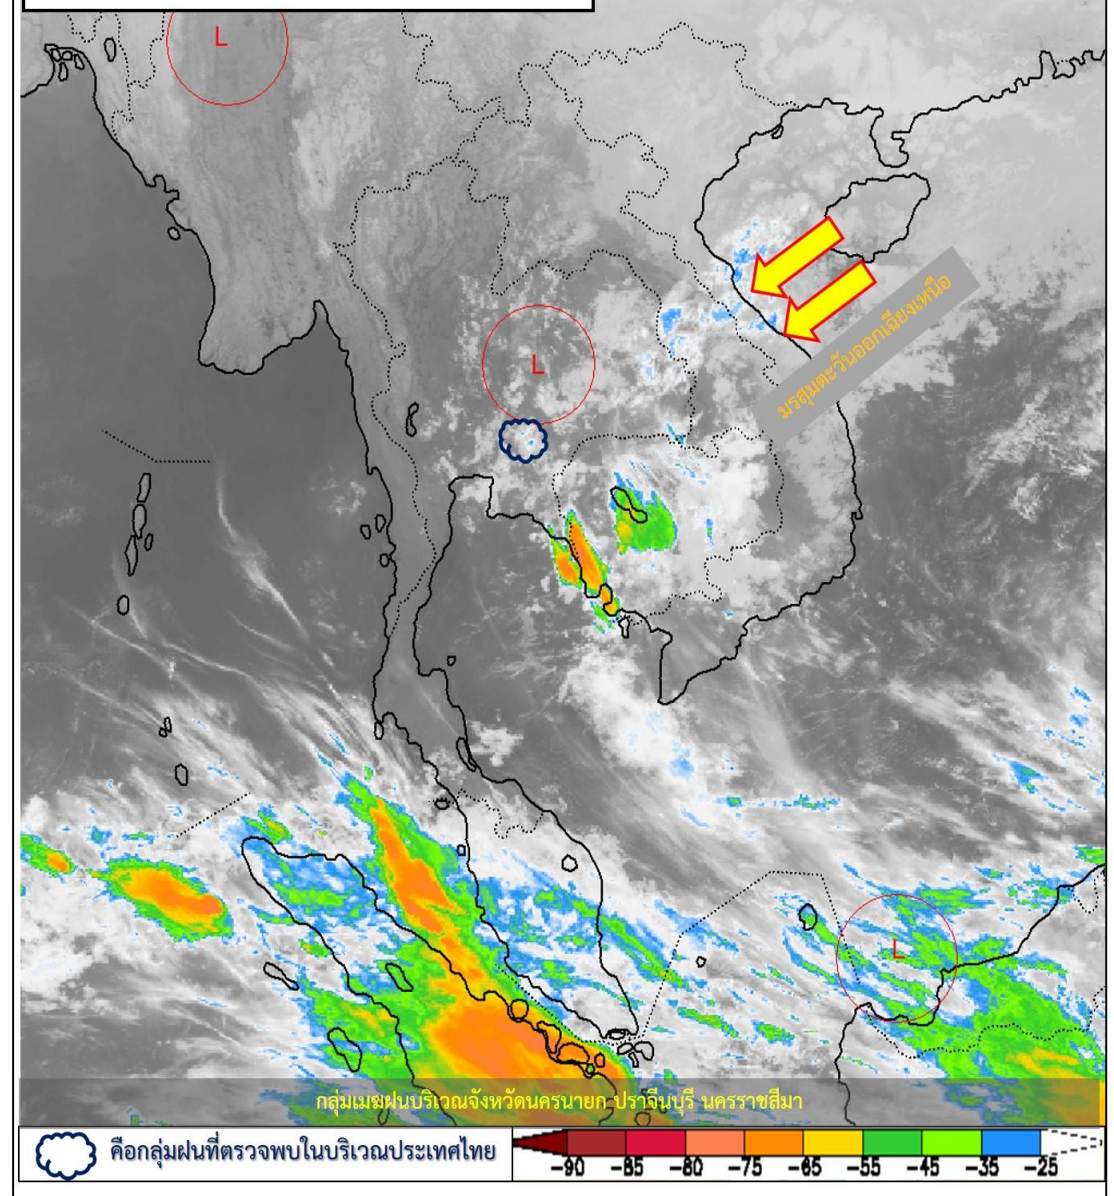 L
L
มรสุมตะวันออกเฉียงเหนือ
L
กลุ่มเมฆฝนบริเวณจังหวัดนครนายก ปราจีนบุรี นครราชสีมา
คือกลุ่มฝนที่ตรวจพบในบริเวณประเทศไทย
-90 -85 -80 -75 -65 -55 -45 -35 -25